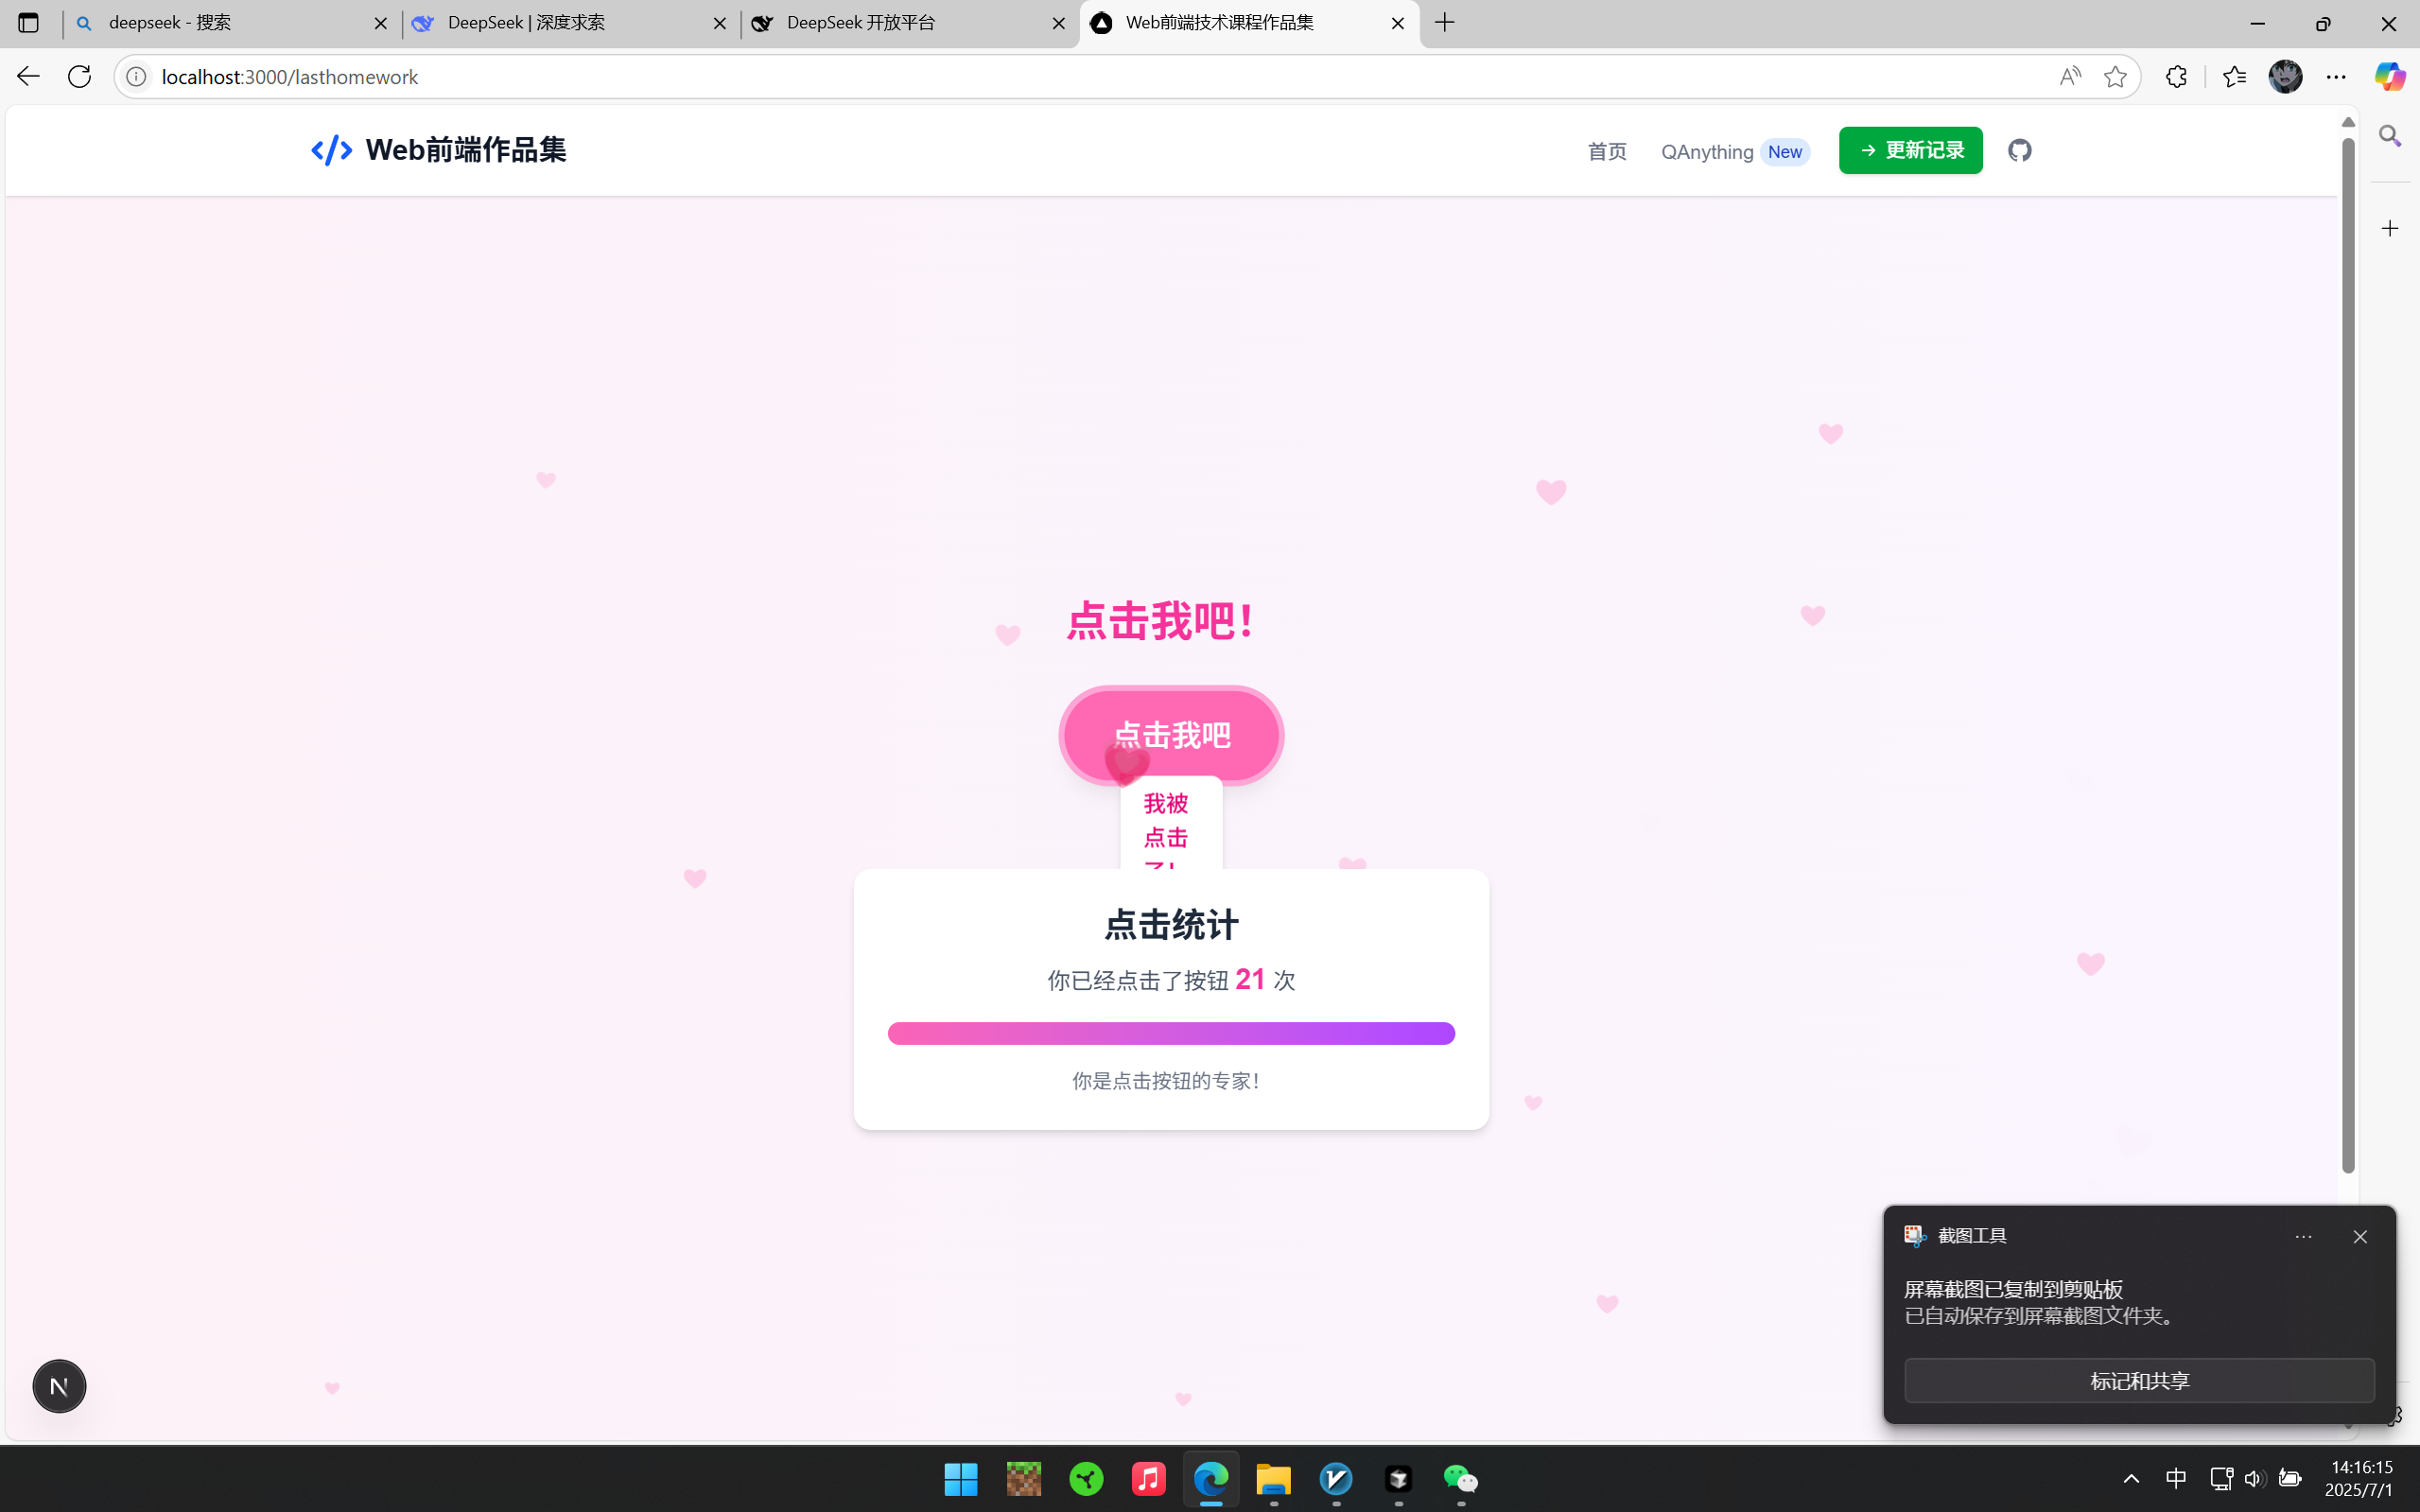 deepseek - 搜索
DeepSeek | 深度求索
DeepSeek 开放平台
Web前端技术课程作品集
localhost:3000/lasthomework
Web前端作品集
首页
QAnything New
→ 更新记录
点击我吧！
点击我吧
我被
点击
了！
点击统计
你已经点击了按钮 21 次
你是点击按钮的专家！
截图工具
屏幕截图已复制到剪贴板
已自动保存到屏幕截图文件夹。
标记和共享
N
中
14:16:15
2025/7/1